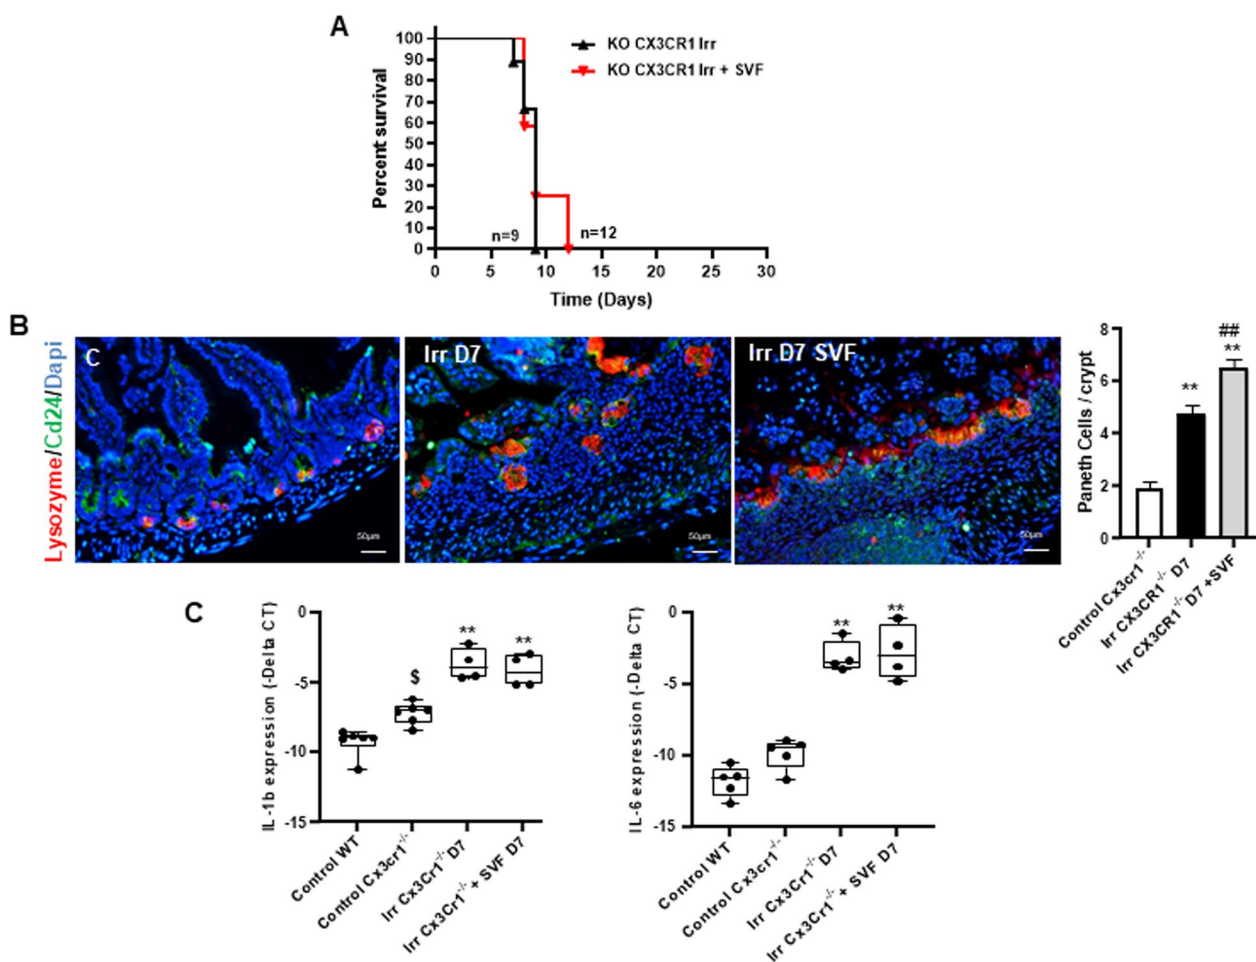 A
100
90
80
70
60
50
40
30
20
10
0
Percent survival
KO CX3CR1 Irr
KO CX3CR1 Irr + SVF
n=9
n=12
0 5 10 15 20 25 30
Time (Days)
B
Lysozyme/Cd24/Dapi
C
50µm
Irr D7
50µm
Irr D7 SVF
50µm
Paneth Cells / crypt
8
6
4
2
0
**
##
**
Control Cx3cr1-/-
Irr CX3CR1-/- D7
Irr CX3CR1-/-D7 +SVF
C
IL-1b expression (-Delta CT)
0
-5
-10
-15
$
**
**
Control WT
Control Cx3cr1-/-
Irr Cx3Cr1-/- D7
Irr Cx3Cr1-/-+ SVF D7
IL-6 expression (-Delta CT)
0
-5
-10
-15
**
**
Control WT
Control Cx3cr1-/-
Irr Cx3Cr1-/- D7
Irr Cx3Cr1-/-+ SVF D7